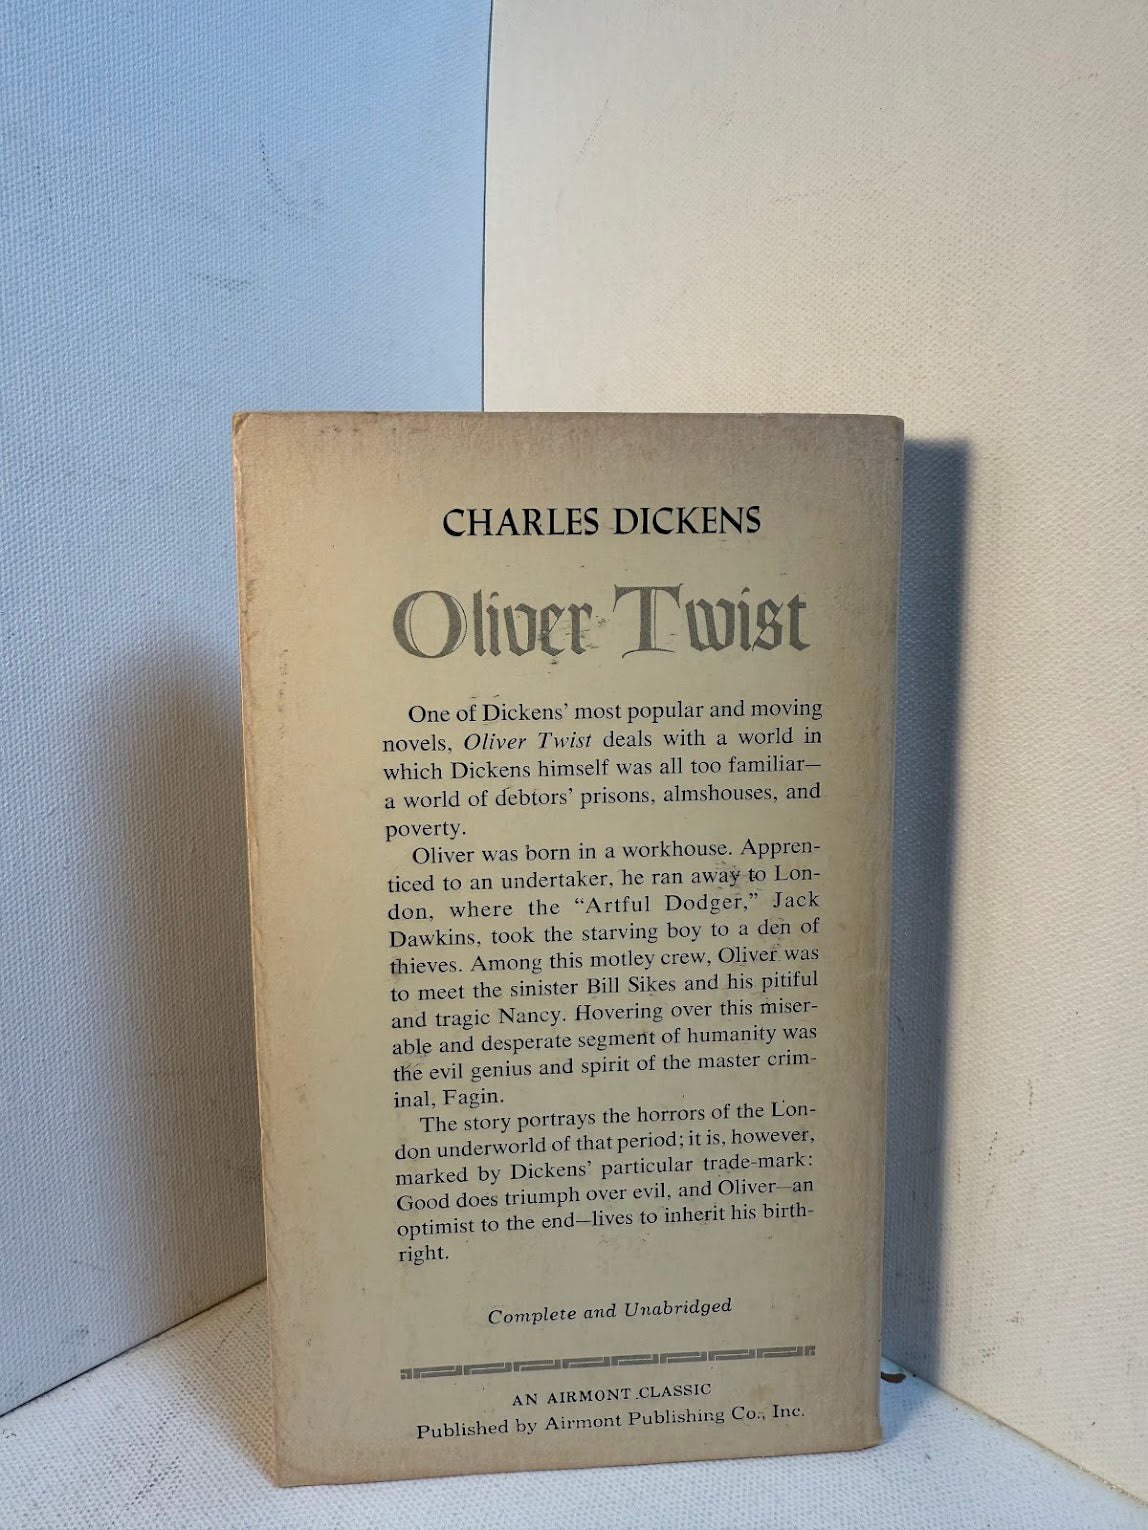 CHARLES DICKENS
Oliver Twist
One of Dickens' most popular and moving
novels, Oliver Twist deals with a world in
which Dickens himself was all too familiar—
a world of debtors' prisons, almshouses, and
poverty.
Oliver was born in a workhouse. Appren-
ticed to an undertaker, he ran away to Lon-
don, where the “Artful Dodger,” Jack
Dawkins, took the starving boy to a den of
thieves. Among this motley crew, Oliver was
to meet the sinister Bill Sikes and his pitiful
and tragic Nancy. Hovering over this miser-
able and desperate segment of humanity was
the evil genius and spirit of the master crim-
inal, Fagin.
The story portrays the horrors of the Lon-
don underworld of that period; it is, however,
marked by Dickens' particular trade-mark:
Good does triumph over evil, and Oliver—an
optimist to the end—lives to inherit his birth-
right.
Complete and Unabridged
AN AIRMONT CLASSIC
Published by Airmont Publishing Co., Inc.